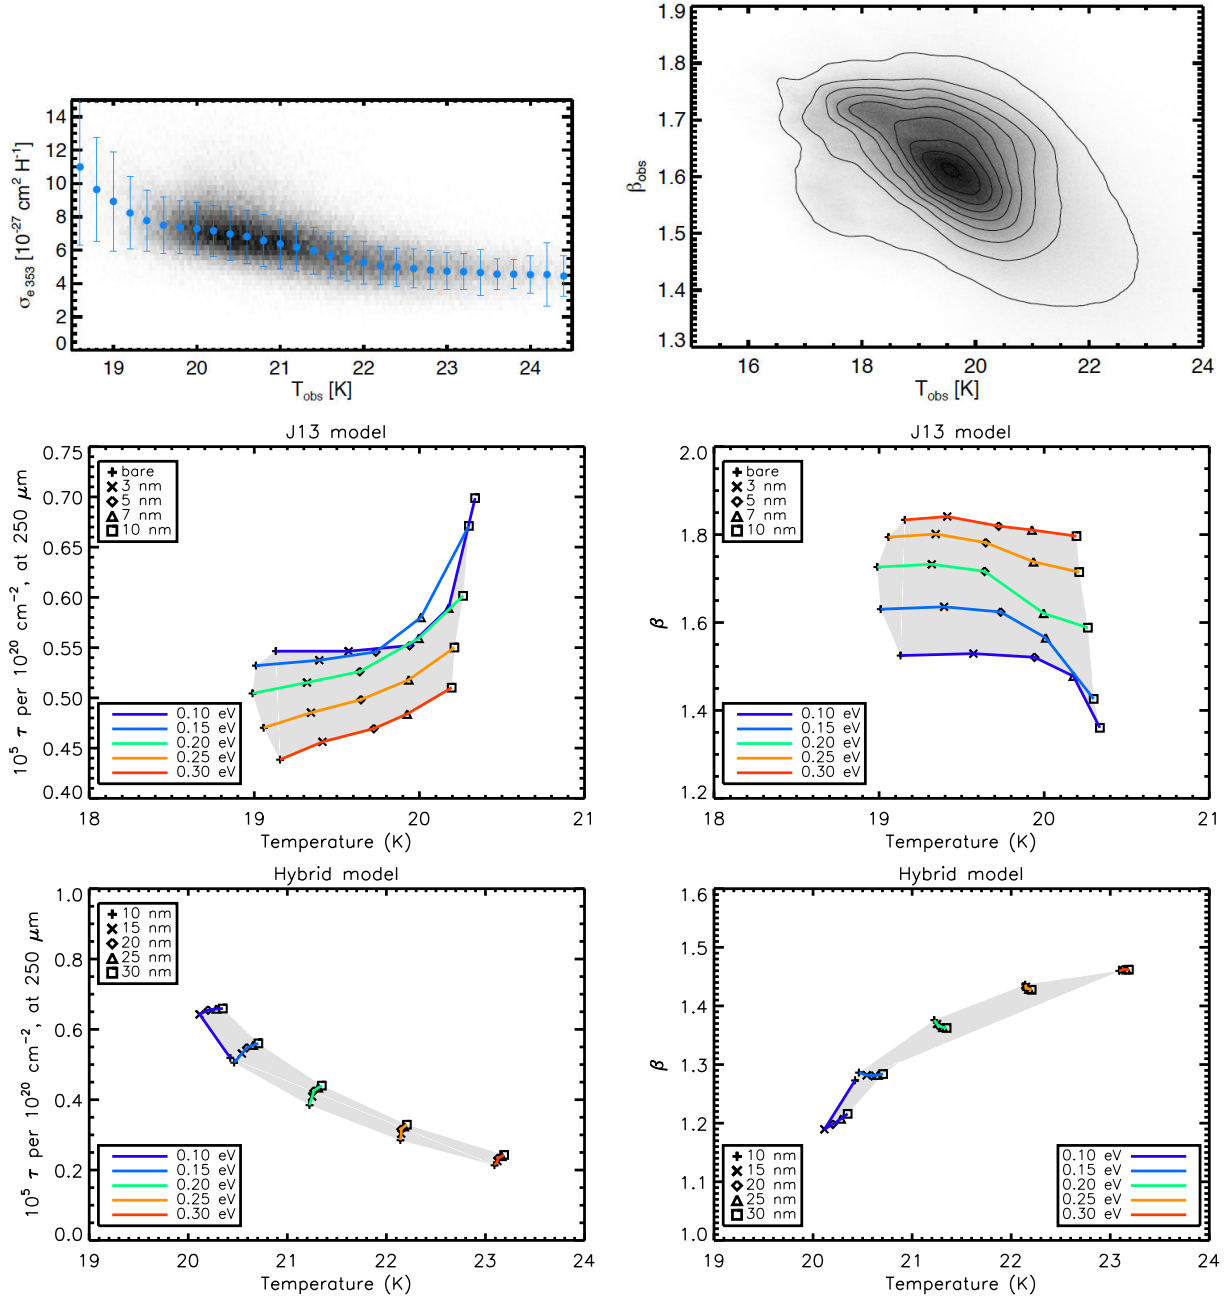 σe 353 [10-27 cm2 H-1]
14
12
10
8
6
4
2
0
19 20 21 22 23 24
Tobs [K]
βobs
1.9
1.8
1.7
1.6
1.5
1.4
1.3
16 18 19 20 22 24
Tobs [K]
J13 model
10⁵ τ per 10²⁰ cm⁻², at 250 μm
0.75
0.70
0.65
0.60
0.55
0.50
0.45
0.40
bare
3 nm
5 nm
7 nm
10 nm
0.10 eV
0.15 eV
0.20 eV
0.25 eV
0.30 eV
18 19 20 21
Temperature (K)
J13 model
β
2.0
1.8
1.6
1.4
1.2
bare
3 nm
5 nm
7 nm
10 nm
0.10 eV
0.15 eV
0.20 eV
0.25 eV
0.30 eV
18 19 20 21
Temperature (K)
Hybrid model
10⁵ τ per 10²⁰ cm⁻², at 250 μm
1.0
0.8
0.6
0.4
0.2
0.0
10 nm
15 nm
20 nm
25 nm
30 nm
0.10 eV
0.15 eV
0.20 eV
0.25 eV
0.30 eV
19 20 21 22 23 24
Temperature (K)
Hybrid model
β
1.6
1.5
1.4
1.3
1.2
1.1
1.0
10 nm
15 nm
20 nm
25 nm
30 nm
0.10 eV
0.15 eV
0.20 eV
0.25 eV
0.30 eV
19 20 21 22 23 24
Temperature (K)